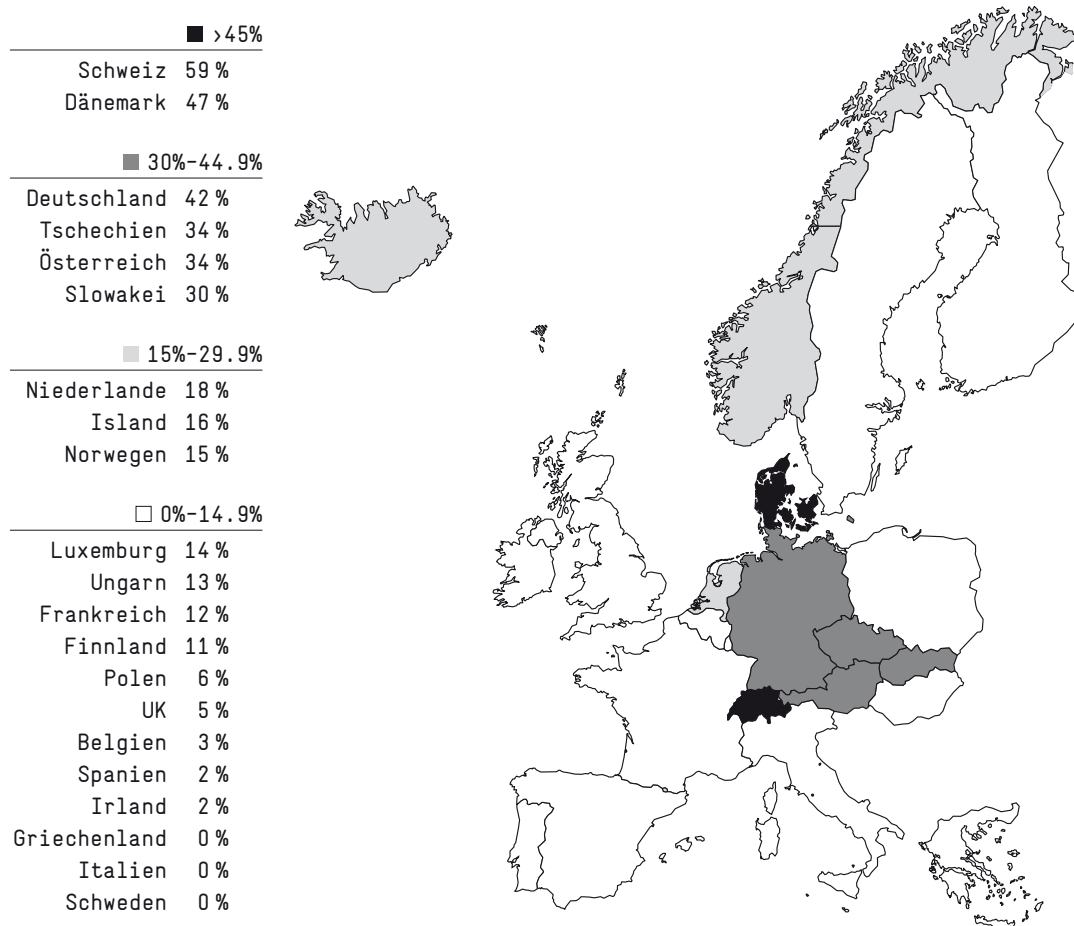 ›45%
Schweiz 59 %
Dänemark 47 %
30%–44.9%
Deutschland 42 %
Tschechien 34 %
Österreich 34 %
Slowakei 30 %
15%–29.9%
Niederlande 18 %
Island 16 %
Norwegen 15 %
0%–14.9%
Luxemburg 14 %
Ungarn 13 %
Frankreich 12 %
Finnland 11 %
Polen 6 %
UK 5 %
Belgien 3 %
Spanien 2 %
Irland 2 %
Griechenland 0 %
Italien 0 %
Schweden 0 %